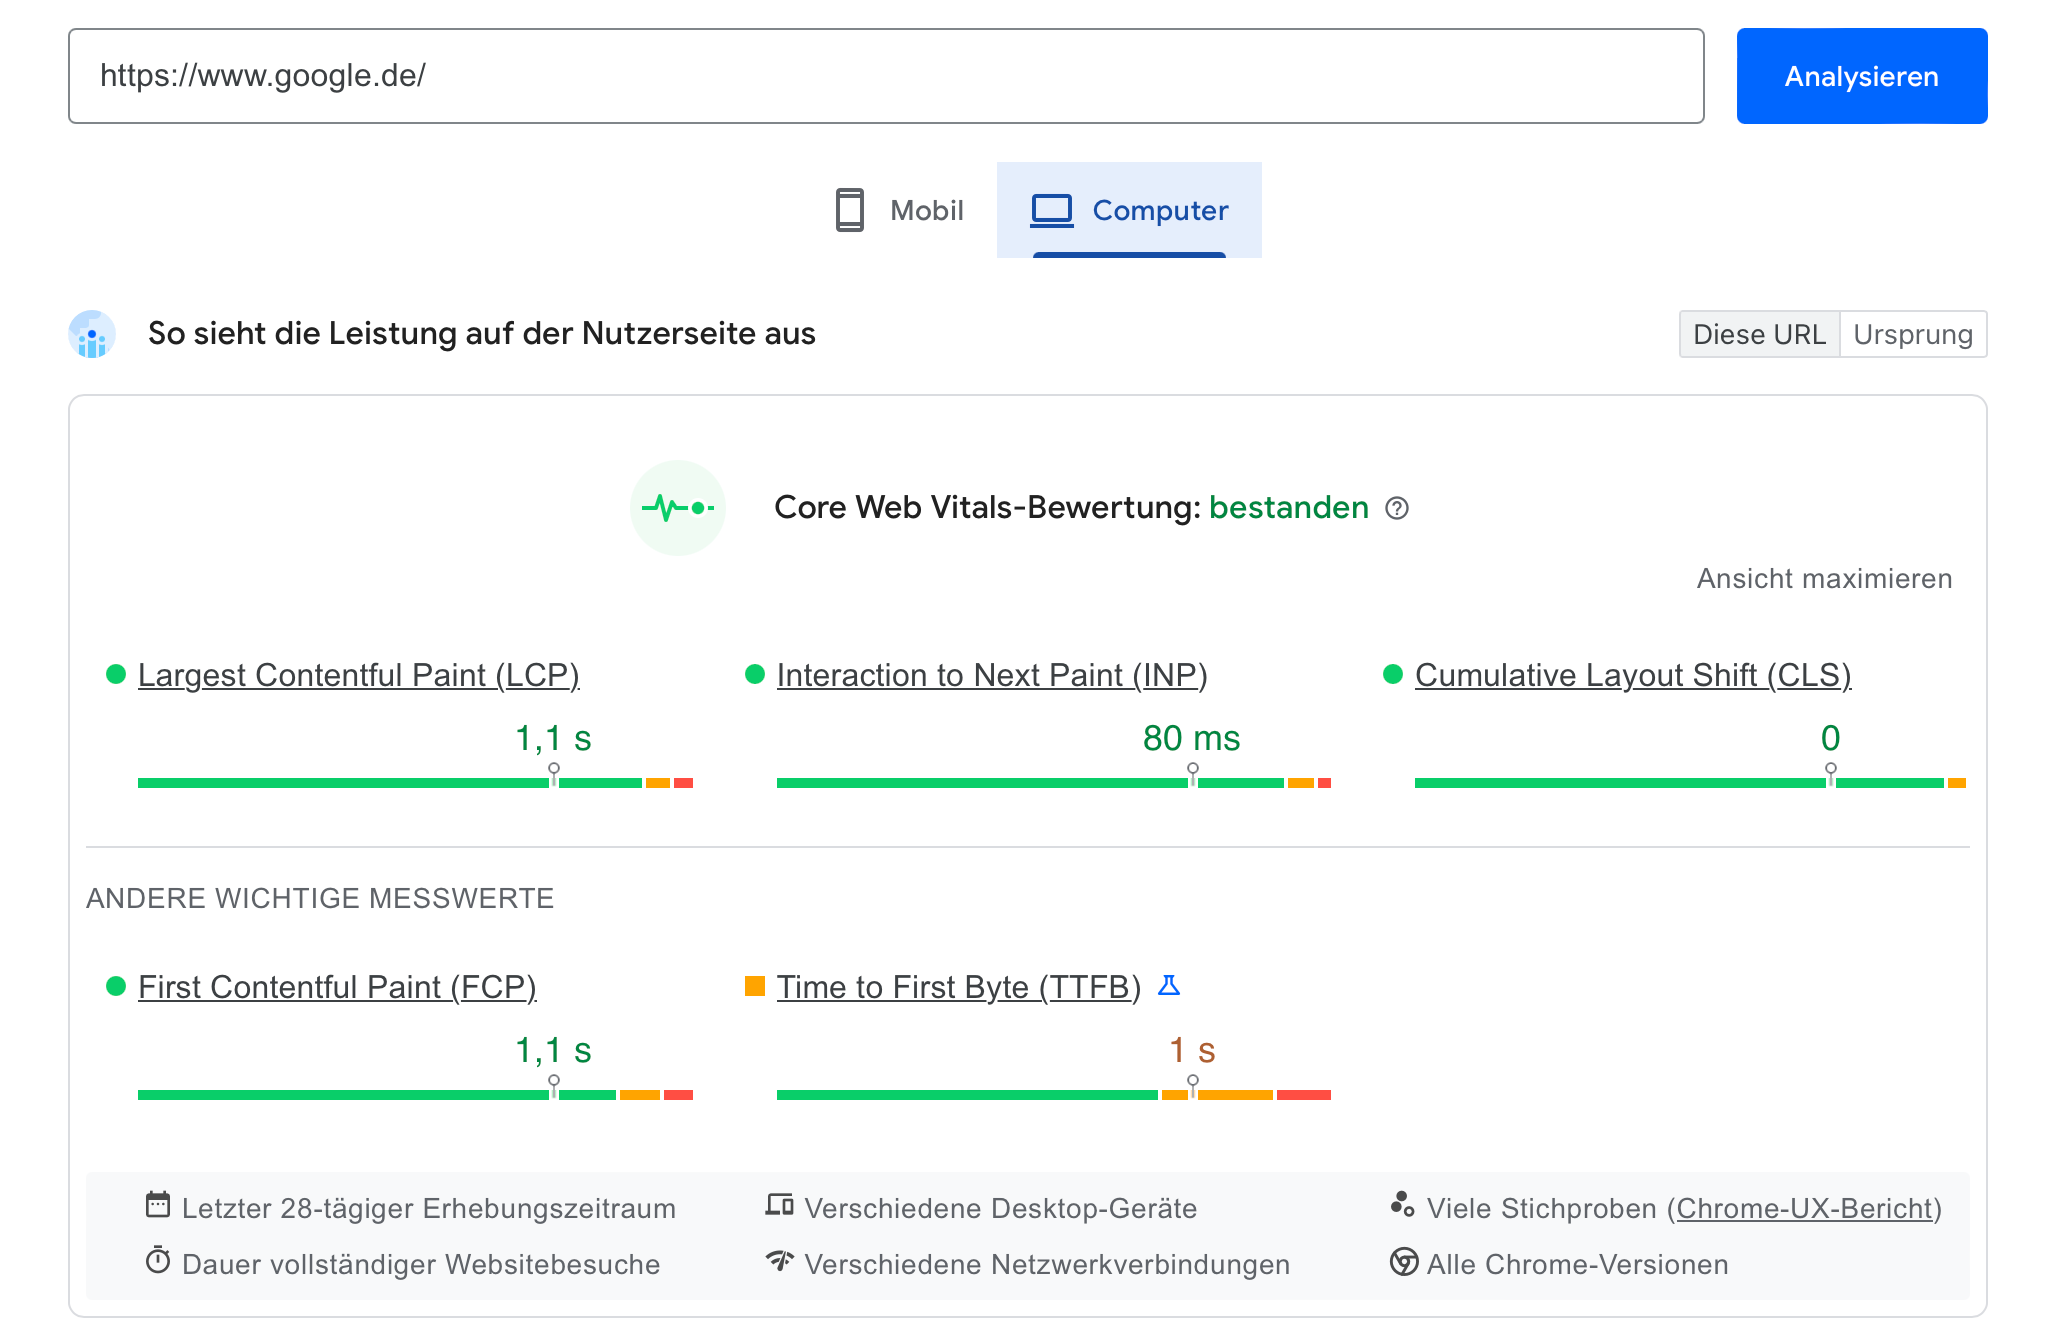 https://www.google.de/
Analysieren
Mobil
Computer
So sieht die Leistung auf der Nutzerseite aus
Diese URL
Ursprung
Core Web Vitals-Bewertung: bestanden
Ansicht maximieren
Largest Contentful Paint (LCP)
1,1 s
Interaction to Next Paint (INP)
80 ms
Cumulative Layout Shift (CLS)
0
ANDERE WICHTIGE MESSWERTE
First Contentful Paint (FCP)
1,1 s
Time to First Byte (TTFB)
1 s
Letzter 28-tägiger Erhebungszeitraum
Verschiedene Desktop-Geräte
Viele Stichproben (Chrome-UX-Bericht)
Dauer vollständiger Websitebesuche
Verschiedene Netzwerkverbindungen
Alle Chrome-Versionen